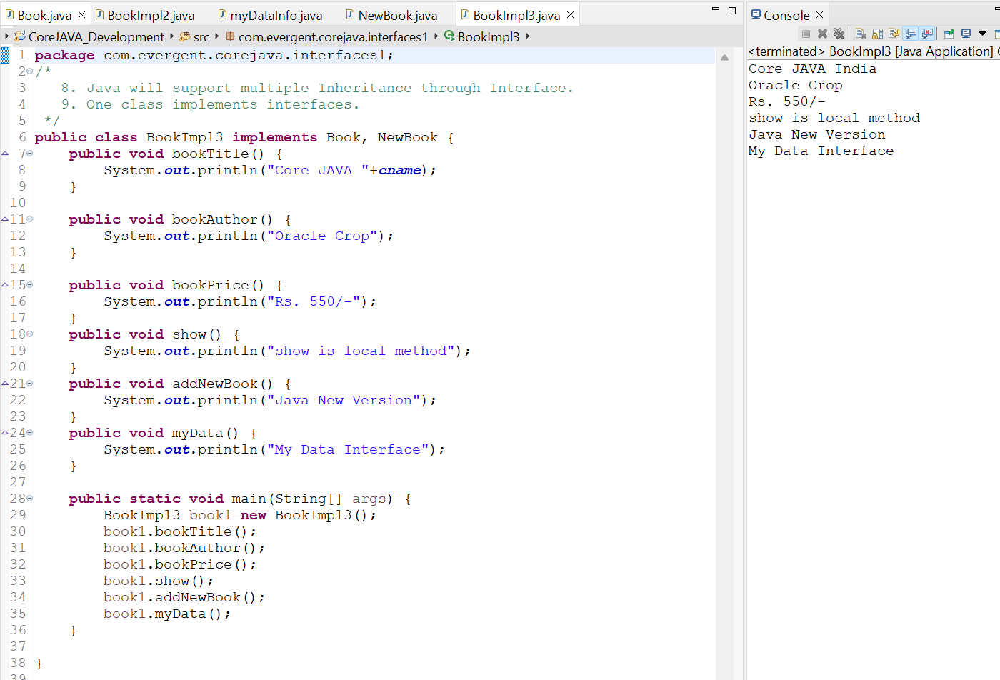 Book.java BookImpl2.java myDataInfo.java NewBook.java BookImpl3.java
CoreJAVA_Development src com.evergent.corejava.interfaces1 BookImpl3
1 package com.evergent.corejava.interfaces1;
2 /*
3 8. Java will support multiple Inheritance through Interface.
4 9. One class implements interfaces.
5 */
6 public class BookImpl3 implements Book, NewBook {
7 public void bookTitle() {
8 System.out.println("Core JAVA "+cname);
9 }
10
11 public void bookAuthor() {
12 System.out.println("Oracle Crop");
13 }
14
15 public void bookPrice() {
16 System.out.println("Rs. 550/-");
17 }
18 public void show() {
19 System.out.println("show is local method");
20 }
21 public void addNewBook() {
22 System.out.println("Java New Version");
23 }
24 public void myData() {
25 System.out.println("My Data Interface");
26 }
27
28 public static void main(String[] args) {
29 BookImpl3 book1=new BookImpl3();
30 book1.bookTitle();
31 book1.bookAuthor();
32 book1.bookPrice();
33 book1.show();
34 book1.addNewBook();
35 book1.myData();
36 }
37
38 }
39
Console
<terminated> BookImpl3 [Java Application]
Core JAVA India
Oracle Crop
Rs. 550/-
show is local method
Java New Version
My Data Interface